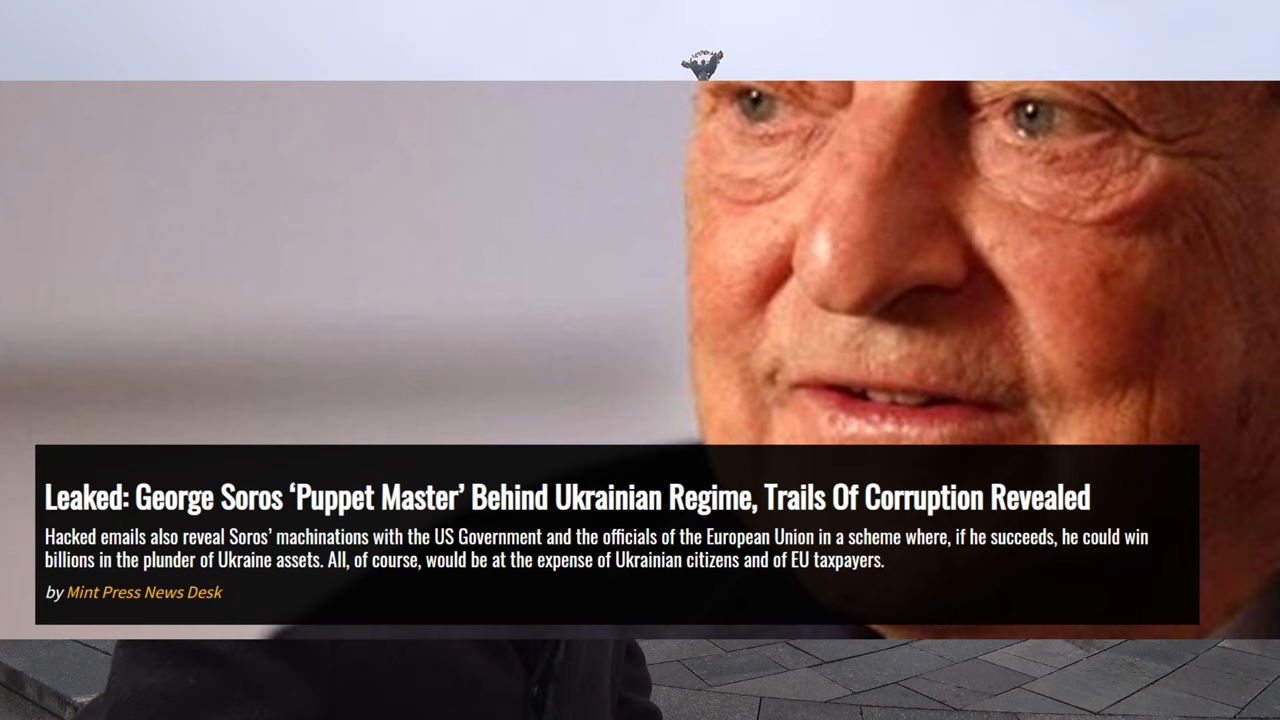 Leaked: George Soros ‘Puppet Master’ Behind Ukrainian Regime, Trails Of Corruption Revealed
Hacked emails also reveal Soros’ machinations with the US Government and the officials of the European Union in a scheme where, if he succeeds, he could win
billions in the plunder of Ukraine assets. All, of course, would be at the expense of Ukrainian citizens and of EU taxpayers.
by Mint Press News Desk